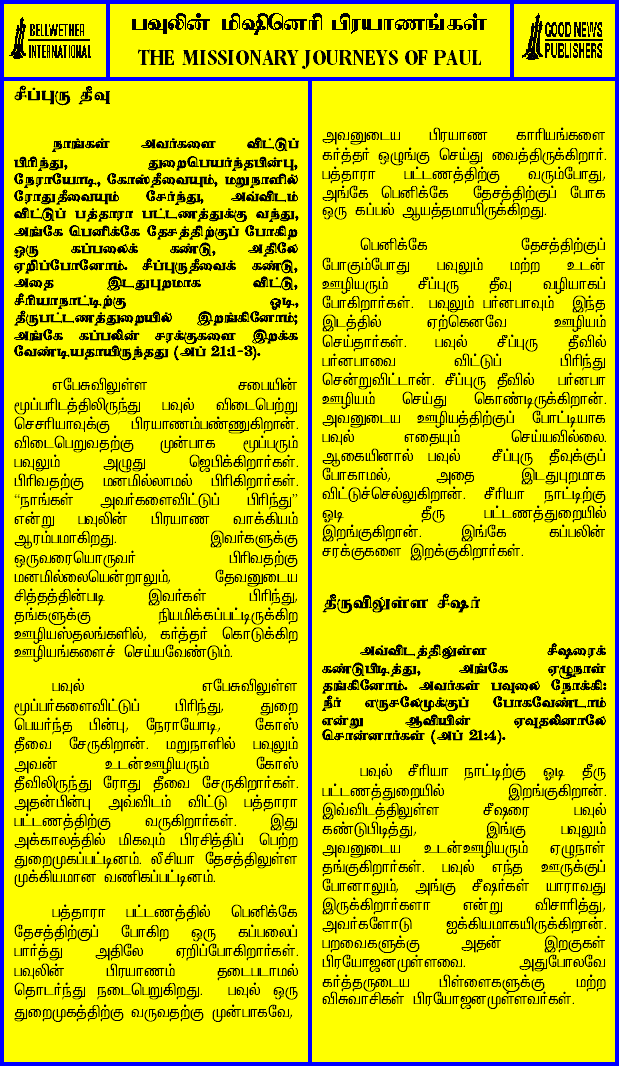 BELLWETHER
INTERNATIONAL
பவுலின் மிஷினெரி பிரயாணங்கள்
THE MISSIONARY JOURNEYS OF PAUL
GOOD NEWS
PUBLISHERS
சீப்புரு தீவு
நாங்கள் அவர்களை விட்டுப்
பிரிந்து, துறைபெயர்ந்தபின்பு,
நேராயோடி, கோஸ்தீவையும், மறுநாளில்
ரோதுதீவையும் சேர்ந்து, அவ்விடம்
விட்டுப் பத்தாரா பட்டணத்துக்கு வந்து,
அங்கே பெனிக்கே தேசத்திற்குப் போகிற
ஒரு கப்பலைக் கண்டு, அதிலே
ஏறிப்போனோம். சீப்புருதீவைக் கண்டு,
அதை இடதுபுறமாக விட்டு,
சீரியாநாட்டிற்கு ஓடி,
தீருபட்டணத்துறையில் இறங்கினோம்;
அங்கே கப்பலின் சரக்குகளை இறக்க
வேண்டியதாயிருந்தது (அப் 21:1-3).
எபேசுவிலுள்ள சபையின்
மூப்பரிடத்திலிருந்து பவுல் விடைபெற்று
செசரியாவுக்கு பிரயாணம்பண்ணுகிறான்.
விடைபெறுவதற்கு முன்பாக மூப்பரும்
பவுலும் அழுது ஜெபிக்கிறார்கள்.
பிரிவதற்கு மனமில்லாமல் பிரிகிறார்கள்.
“நாங்கள் அவர்களைவிட்டுப் பிரிந்து”
என்று பவுலின் பிரயாண வாக்கியம்
ஆரம்பமாகிறது. இவர்களுக்கு
ஒருவரையொருவர் பிரிவதற்கு
மனமில்லையென்றாலும், தேவனுடைய
சித்தத்தின்படி இவர்கள் பிரிந்து,
தங்களுக்கு நியமிக்கப்பட்டிருக்கிற
ஊழியஸ்தலங்களில், கர்த்தர் கொடுக்கிற
ஊழியங்களைச் செய்யவேண்டும்.
பவுல் எபேசுவிலுள்ள
மூப்பர்களைவிட்டுப் பிரிந்து, துறை
பெயர்ந்த பின்பு, நேராயோடி, கோஸ்
தீவை சேருகிறான். மறுநாளில் பவுலும்
அவன் உடன்ஊழியரும் கோஸ்
தீவிலிருந்து ரோது தீவை சேருகிறார்கள்.
அதன்பின்பு அவ்விடம் விட்டு பத்தாரா
பட்டணத்திற்கு வருகிறார்கள். இது
அக்காலத்தில் மிகவும் பிரசித்திப் பெற்ற
துறைமுகப்பட்டினம். லீசியா தேசத்திலுள்ள
முக்கியமான வணிகப்பட்டினம்.
பத்தாரா பட்டணத்தில் பெனிக்கே
தேசத்திற்குப் போகிற ஒரு கப்பலைப்
பார்த்து அதிலே ஏறிப்போகிறார்கள்.
பவுலின் பிரயாணம் தடைபடாமல்
தொடர்ந்து நடைபெறுகிறது. பவுல் ஒரு
துறைமுகத்திற்கு வருவதற்கு முன்பாகவே,
அவனுடைய பிரயாண காரியங்களை
கர்த்தர் ஒழுங்கு செய்து வைத்திருக்கிறார்.
பத்தாரா பட்டணத்திற்கு வரும்போது,
அங்கே பெனிக்கே தேசத்திற்குப் போக
ஒரு கப்பல் ஆயத்தமாயிருக்கிறது.
பெனிக்கே தேசத்திற்குப்
போகும்போது பவுலும் மற்ற உடன்
ஊழியரும் சீப்புரு தீவு வழியாகப்
போகிறார்கள். பவுலும் பர்னபாவும் இந்த
இடத்தில் ஏற்கெனவே ஊழியம்
செய்தார்கள். பவுல் சீப்புரு தீவில்
பர்னபாவை விட்டுப் பிரிந்து
சென்றுவிட்டான். சீப்புரு தீவில் பர்னபா
ஊழியம் செய்து கொண்டிருக்கிறான்.
அவனுடைய ஊழியத்திற்குப் போட்டியாக
பவுல் எதையும் செய்யவில்லை.
ஆகையினால் பவுல் சீப்புரு தீவுக்குப்
போகாமல், அதை இடதுபுறமாக
விட்டுச்செல்லுகிறான். சீரியா நாட்டிற்கு
ஓடி தீரு பட்டணத்துறையில்
இறங்குகிறான். இங்கே கப்பலின்
சரக்குகளை இறக்குகிறார்கள்.
தீருவிலுள்ள சீஷர்
அவ்விடத்திலுள்ள சீஷரைக்
கண்டுபிடித்து, அங்கே ஏழுநாள்
தங்கினோம். அவர்கள் பவுலை நோக்கி:
நீர் எருசலேமுக்குப் போகவேண்டாம்
என்று ஆவியின் ஏவுதலினாலே
சொன்னார்கள் (அப் 21:4).
பவுல் சீரியா நாட்டிற்கு ஓடி தீரு
பட்டணத்துறையில் இறங்குகிறான்.
இவ்விடத்திலுள்ள சீஷரை பவுல்
கண்டுபிடித்து, இங்கு பவுலும்
அவனுடைய உடன்ஊழியரும் ஏழுநாள்
தங்குகிறார்கள். பவுல் எந்த ஊருக்குப்
போனாலும், அங்கு சீஷர்கள் யாராவது
இருக்கிறார்களா என்று விசாரித்து,
அவர்களோடு ஐக்கியமாகயிருக்கிறான்.
பறவைகளுக்கு அதன் இறகுகள்
பிரயோஜனமுள்ளவை. அதுபோலவே
கர்த்தருடைய பிள்ளைகளுக்கு மற்ற
விசுவாசிகள் பிரயோஜனமுள்ளவர்கள்.